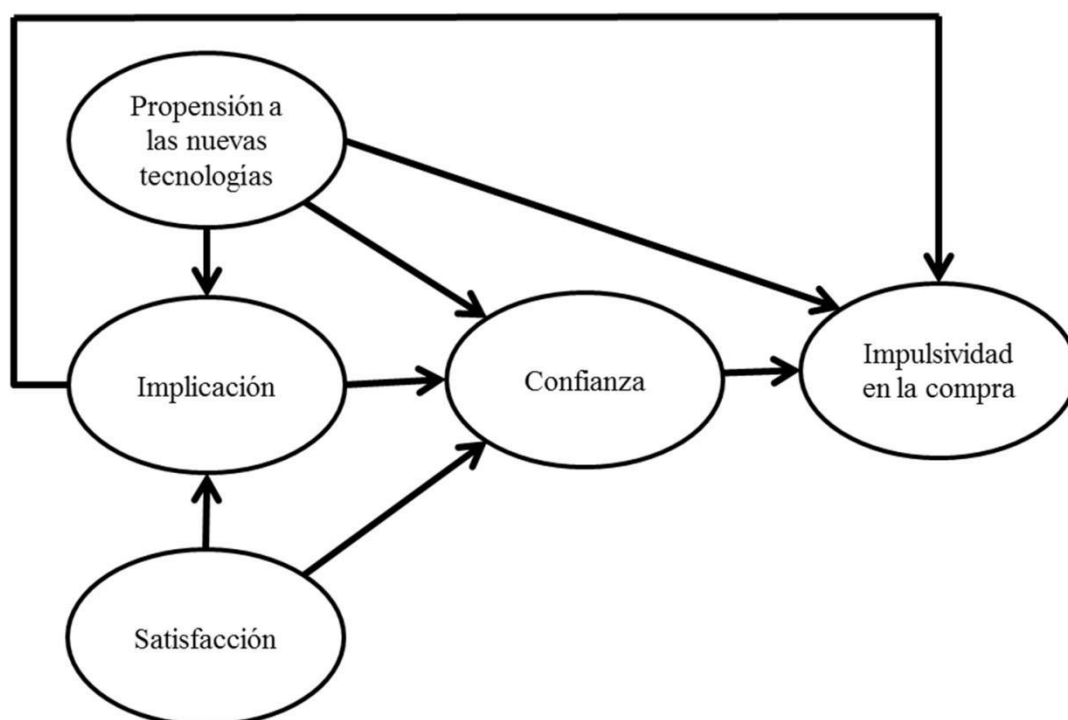 Propensión a
las nuevas
tecnologías
Implicación
Confianza
Impulsividad
en la compra
Satisfacción